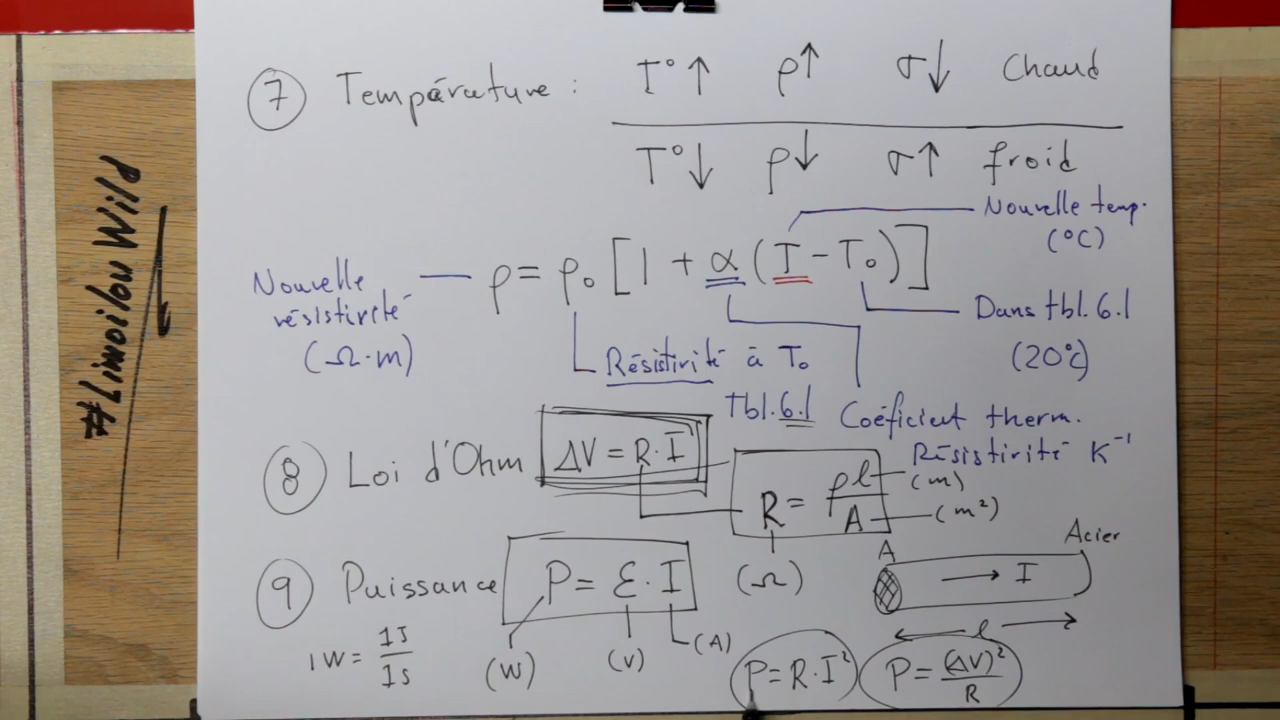 #Limoilou Wild
7 Température : T° ↑ ρ↑ σ↓ Chaud
T°↓ ρ↓ σ↑ froid
Nouvelle temp.
(°C)
ρ = ρ₀ [1 + α (T - T₀)]
Nouvelle
résistivité
(Ω·m)
Dans tbl. 6.1
(20°C)
Résistivité à T₀
tbl. 6.1
Coéficient therm.
Résistivité K⁻¹
8 Loi d'Ohm ΔV = R·I
R = ρl/A
(m)
(m²)
(Ω)
Acier
A
→ I
l
9 Puissance P = ε·I
(W) (V) (A)
1W = 1J/1s
P = R·I²
P = (ΔV)²/R